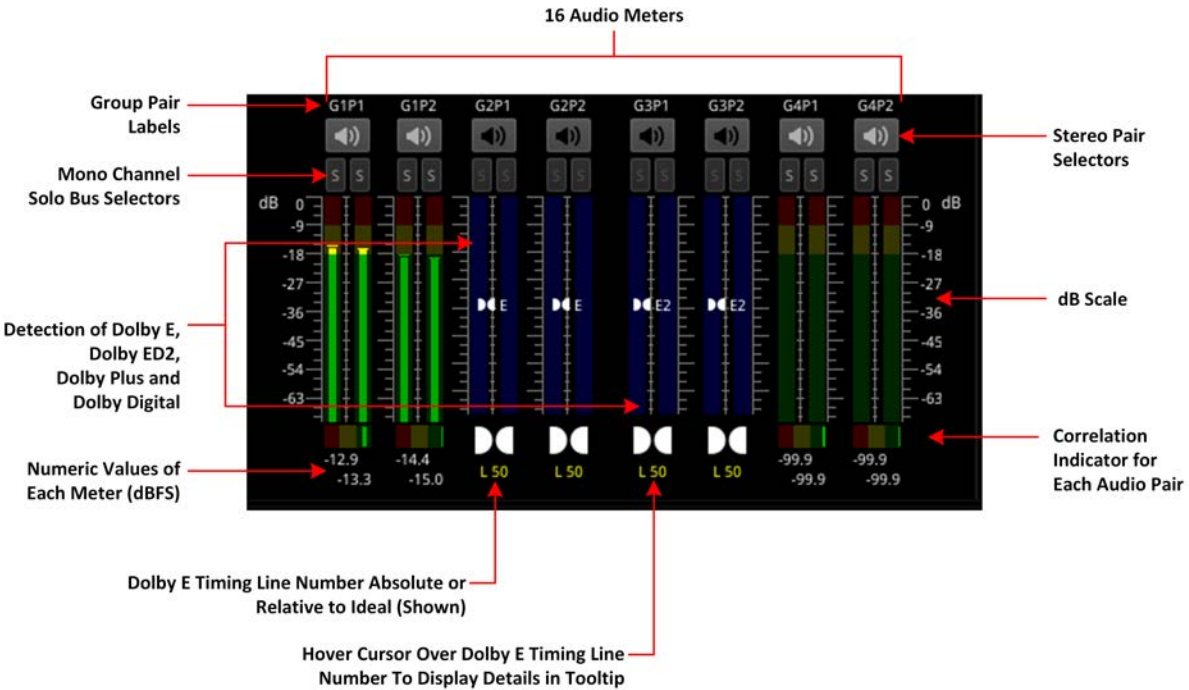 16 Audio Meters
Group Pair
Labels
G1P1 G1P2 G2P1 G2P2 G3P1 G3P2 G4P1 G4P2
Stereo Pair
Selectors
Mono Channel
Solo Bus Selectors
S S S S S S S S S S S S S S S S
dB 0 0 dB
-9 -9
-18 -18
-27 -27
-36 E E E2 E2 -36
-45 -45
-54 -54
-63 -63
dB Scale
Detection of Dolby E,
Dolby ED2,
Dolby Plus and
Dolby Digital
Correlation
Indicator for
Each Audio Pair
Numeric Values of
Each Meter (dBFS)
-12.9 -14.4 L 50 L 50 L 50 L 50 -99.9 -99.9
-13.3 -15.0 -99.9 -99.9
Dolby E Timing Line Number Absolute or
Relative to Ideal (Shown)
Hover Cursor Over Dolby E Timing Line
Number To Display Details in Tooltip